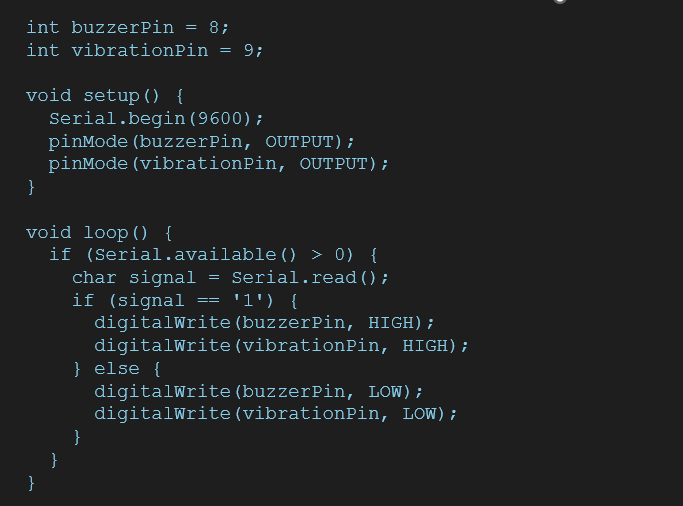 int buzzerPin = 8;
int vibrationPin = 9;

void setup() {
  Serial.begin(9600);
  pinMode(buzzerPin, OUTPUT);
  pinMode(vibrationPin, OUTPUT);
}

void loop() {
  if (Serial.available() > 0) {
    char signal = Serial.read();
    if (signal == '1') {
      digitalWrite(buzzerPin, HIGH);
      digitalWrite(vibrationPin, HIGH);
    } else {
      digitalWrite(buzzerPin, LOW);
      digitalWrite(vibrationPin, LOW);
    }
  }
}